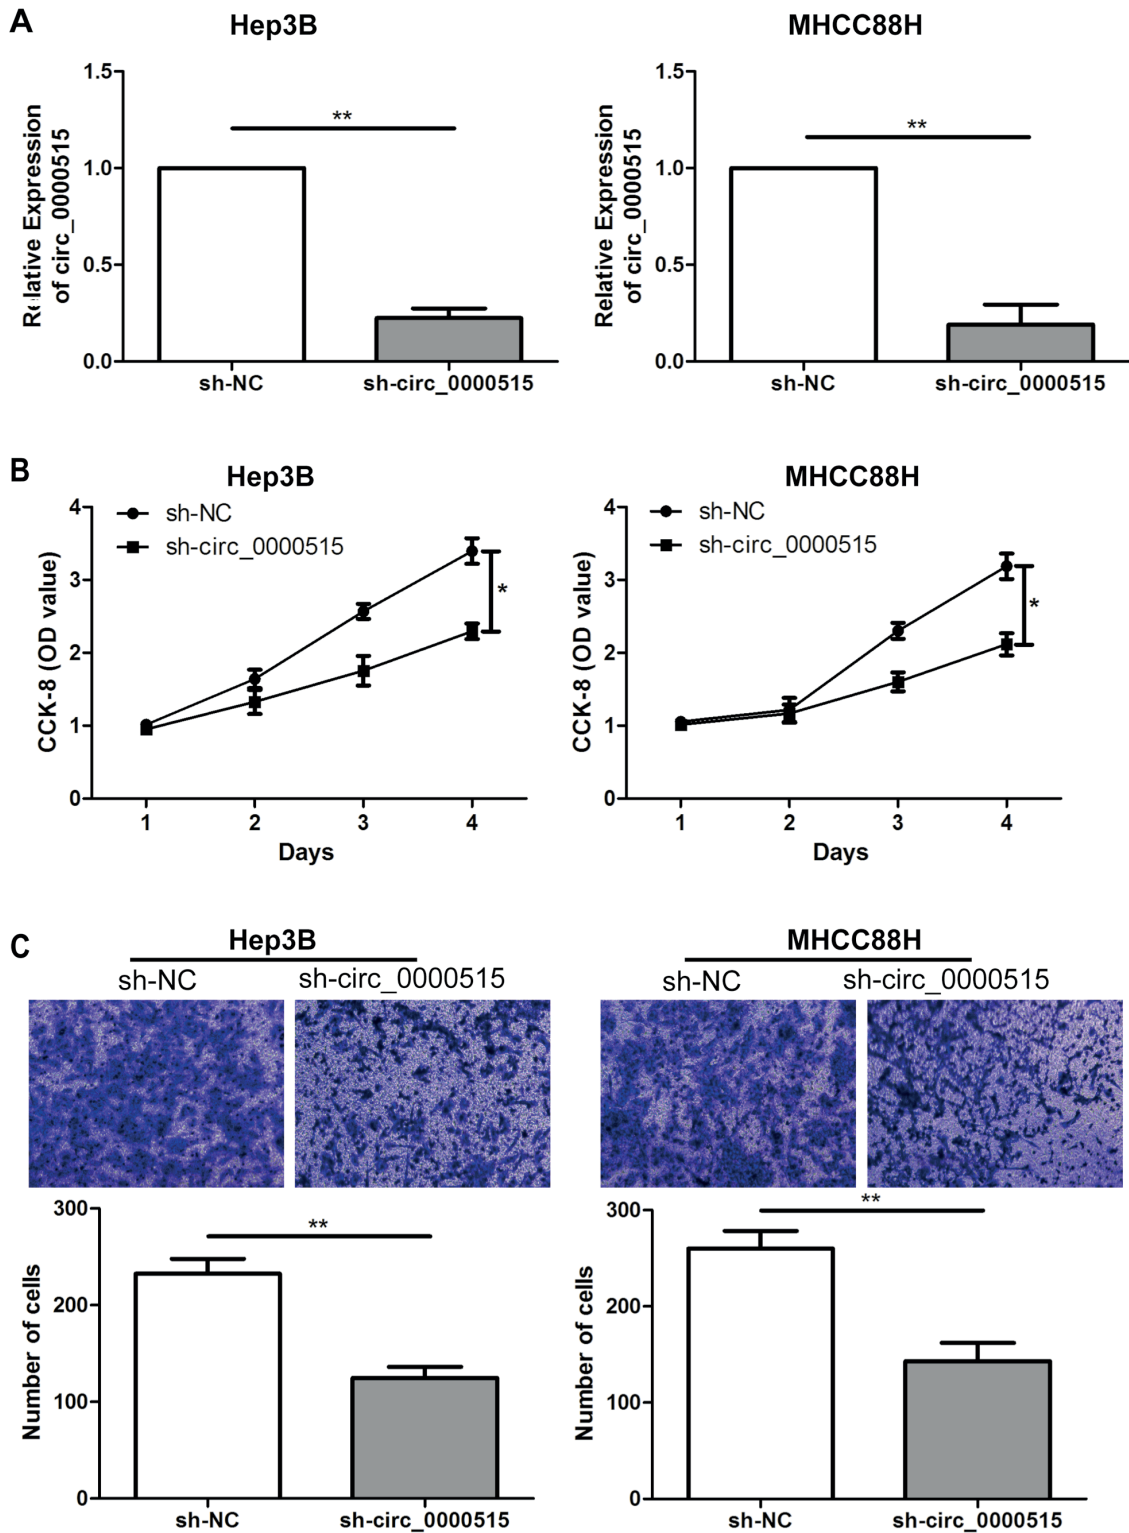 A
Hep3B
MHCC88H
Relative Expression
of circ_0000515
1.5
1.0
0.5
0.0
**
sh-NC
sh-circ_0000515
Relative Expression
of circ_0000515
1.5
1.0
0.5
0.0
**
sh-NC
sh-circ_0000515
B
Hep3B
MHCC88H
CCK-8 (OD value)
4
3
2
1
0
sh-NC
sh-circ_0000515
*
1 2 3 4
Days
CCK-8 (OD value)
4
3
2
1
0
sh-NC
sh-circ_0000515
*
1 2 3 4
Days
C
Hep3B
sh-NC sh-circ_0000515
MHCC88H
sh-NC sh-circ_0000515
Number of cells
300
200
100
0
**
sh-NC
sh-circ_0000515
Number of cells
300
200
100
0
**
sh-NC
sh-circ_0000515